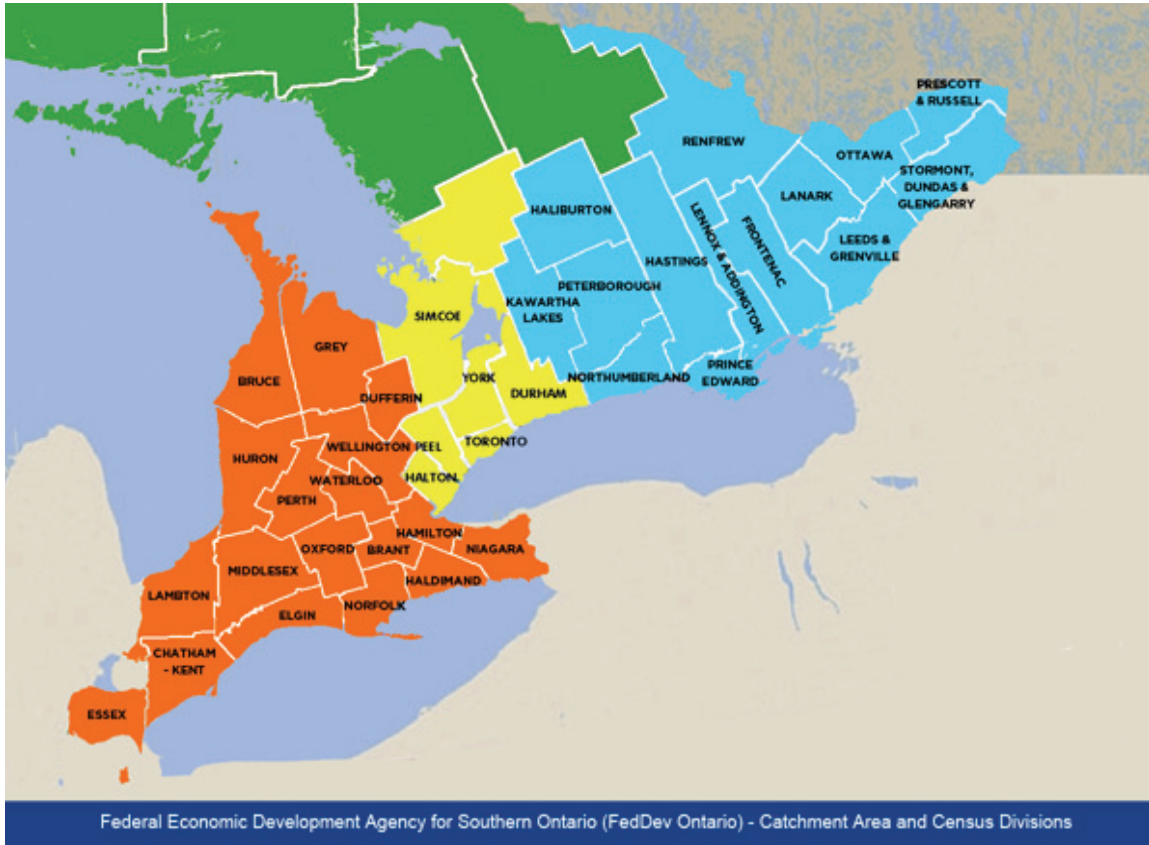 PRESCOTT
& RUSSELL
RENFREW
OTTAWA
STORMONT,
DUNDAS &
GLENGARRY
LANARK
HALIBURTON
LENNOX & ADDINGTON
FRONTENAC
LEEDS &
GRENVILLE
HASTINGS
PETERBOROUGH
KAWARTHA
LAKES
SIMCOE
GREY
BRUCE
YORK
NORTHUMBERLAND
PRINCE
EDWARD
DURHAM
DUFFERIN
WELLINGTON
PEEL
TORONTO
HURON
WATERLOO
HALTON
PERTH
HAMILTON
OXFORD
BRANT
NIAGARA
MIDDLESEX
HALDIMAND
LAMBTON
NORFOLK
ELGIN
CHATHAM
- KENT
ESSEX
Federal Economic Development Agency for Southern Ontario (FedDev Ontario) - Catchment Area and Census Divisions